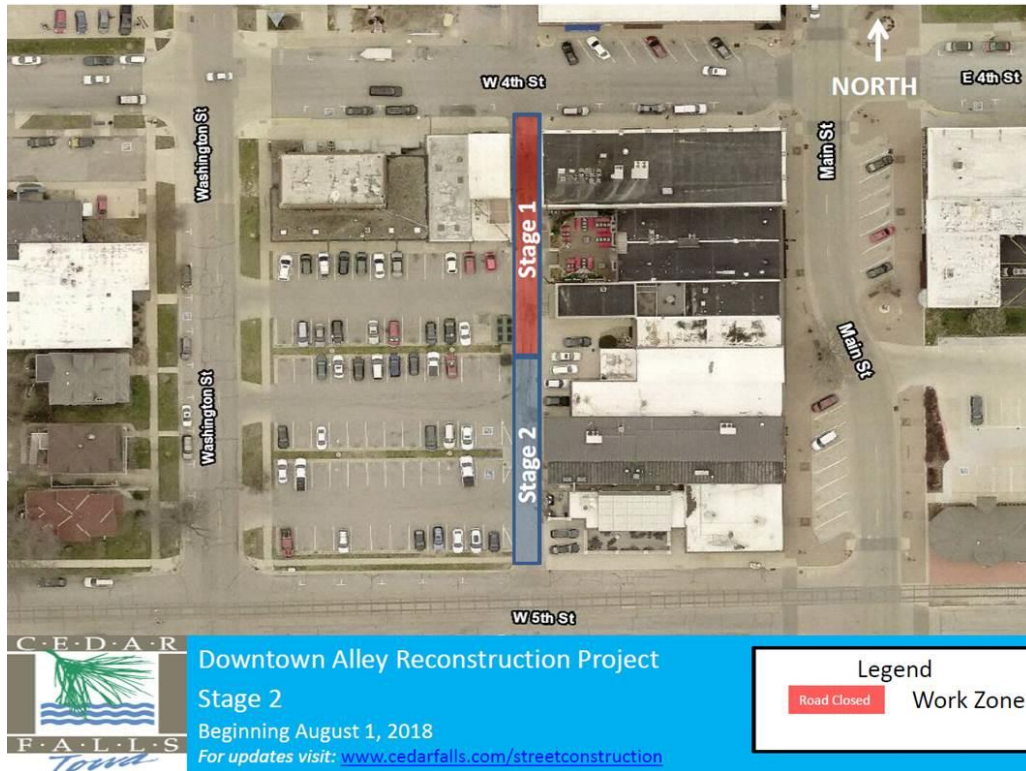 W 4th St
NORTH
E 4th St
Washington St
Main St
Stage 1
Main St
Washington St
Stage 2
W 5th St
C·E·D·A·R
F·A·L·L·S
Iowa
Downtown Alley Reconstruction Project
Stage 2
Beginning August 1, 2018
For updates visit: www.cedarfalls.com/streetconstruction
Legend
Road Closed Work Zone